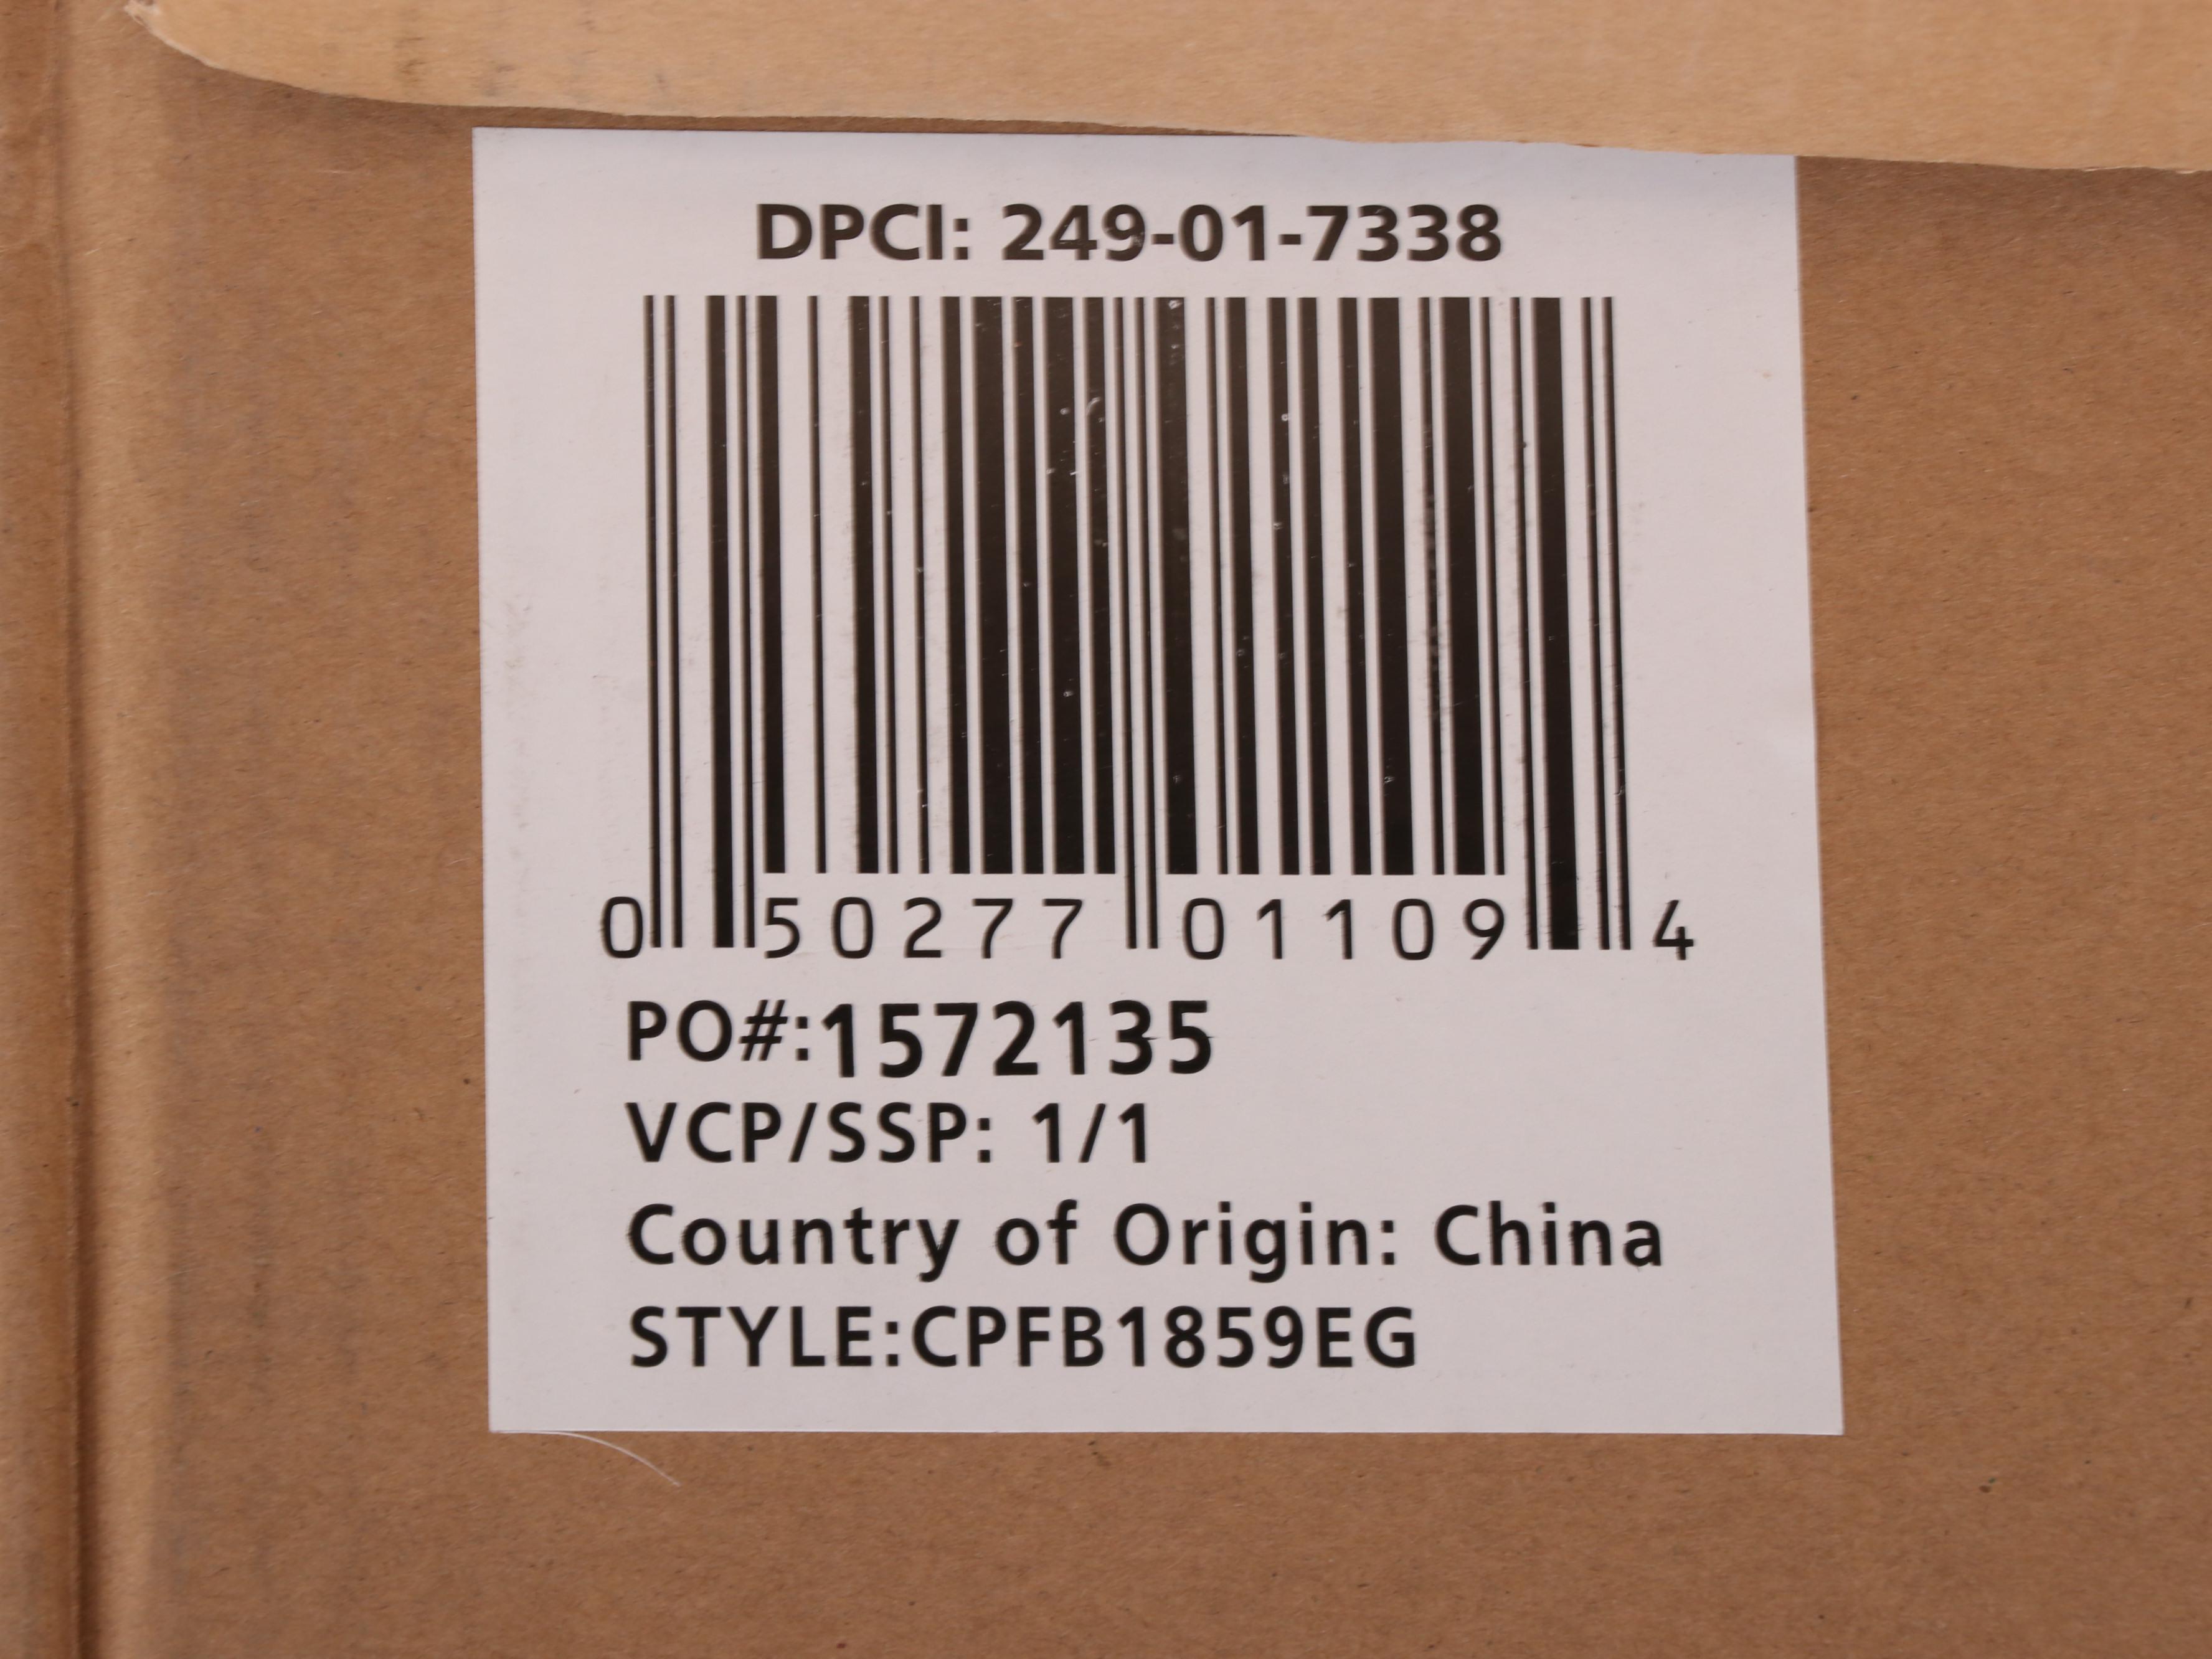 DPCI: 249-01-7338
0 50277 01109 4
PO#:1572135
VCP/SSP: 1/1
Country of Origin: China
STYLE:CPFB1859EG